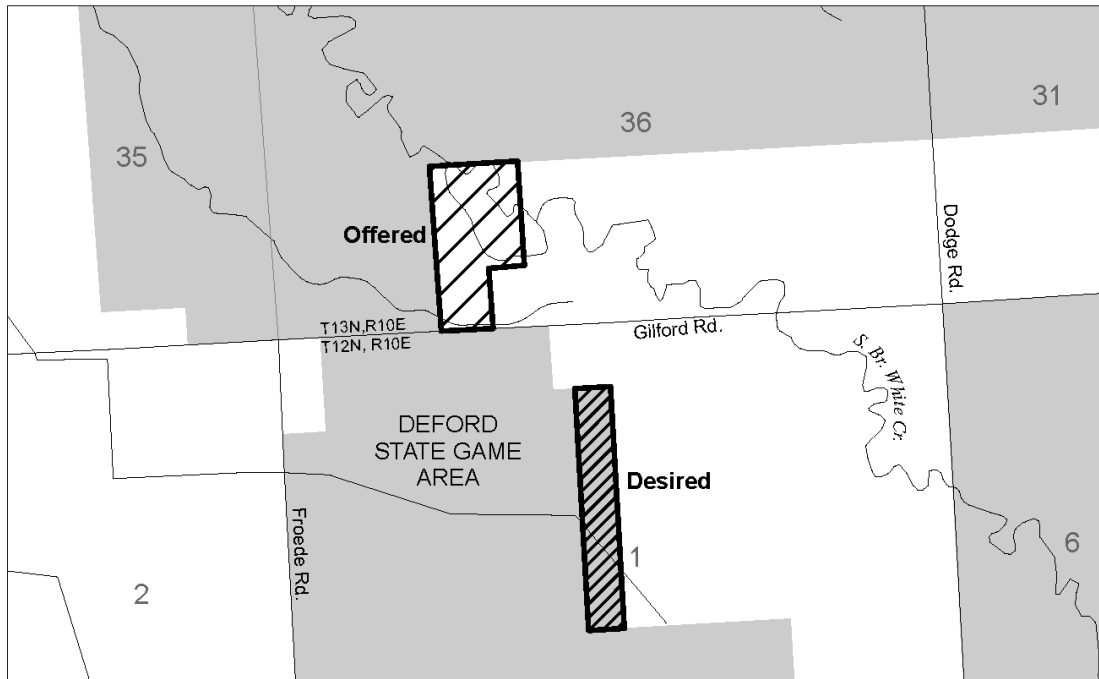 31
36
35
Offered
Dodge Rd.
T13N,R10E
Gilford Rd.
T12N, R10E
S. Br. White Cr.
DEFORD
STATE GAME
AREA
Desired
Froede Rd.
1
6
2